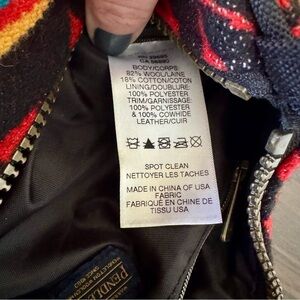 BODY/CORPS:
82% WOOL/LAINE
18% COTTON/COTON
LINING/DOUBLURE:
100% POLYESTER
TRIM/GARNISSAGE:
100% POLYESTER
& 100% COWHIDE
LEATHER/CUIR
SPOT CLEAN
NETTOYER LES TACHES
MADE IN CHINA OF USA
FABRIC
FABRIQUÉ EN CHINE DE
TISSU USA